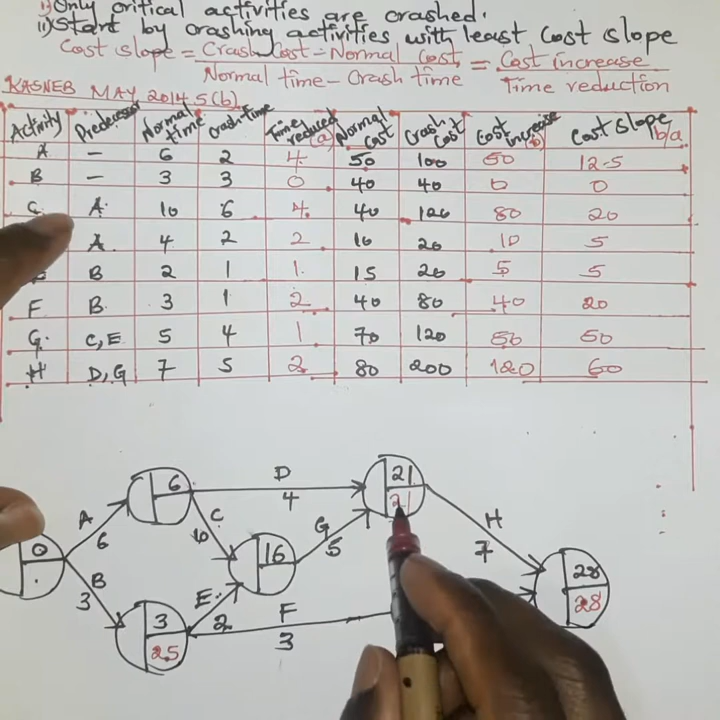 i) Only critical activities are crashed.
ii) Start by crashing activities with least cost slope
Cost slope = Crash Cost - Normal Cost = Cost increase
Normal time - Crash time Time reduction
KASNEB MAY 2014 5(b)
Activity Predecessor Normal time Crash time Time reduced (a) Normal cost Crash cost Cost increase (b) Cost slope b/a
A - 6 2 4 50 100 50 12.5
B - 3 3 0 40 40 0 0
C A 10 6 4 40 120 80 20
A 4 2 2 10 20 10 5
B 2 1 1 15 20 5 5
F B 3 1 2 40 80 40 20
G C,E 5 4 1 70 120 50 50
H D,G 7 5 2 80 200 120 60
D
4
6
21
21
A
6
C
10
G
5
H
7
0
16
28
28
B
3
E
2
F
3
3
25